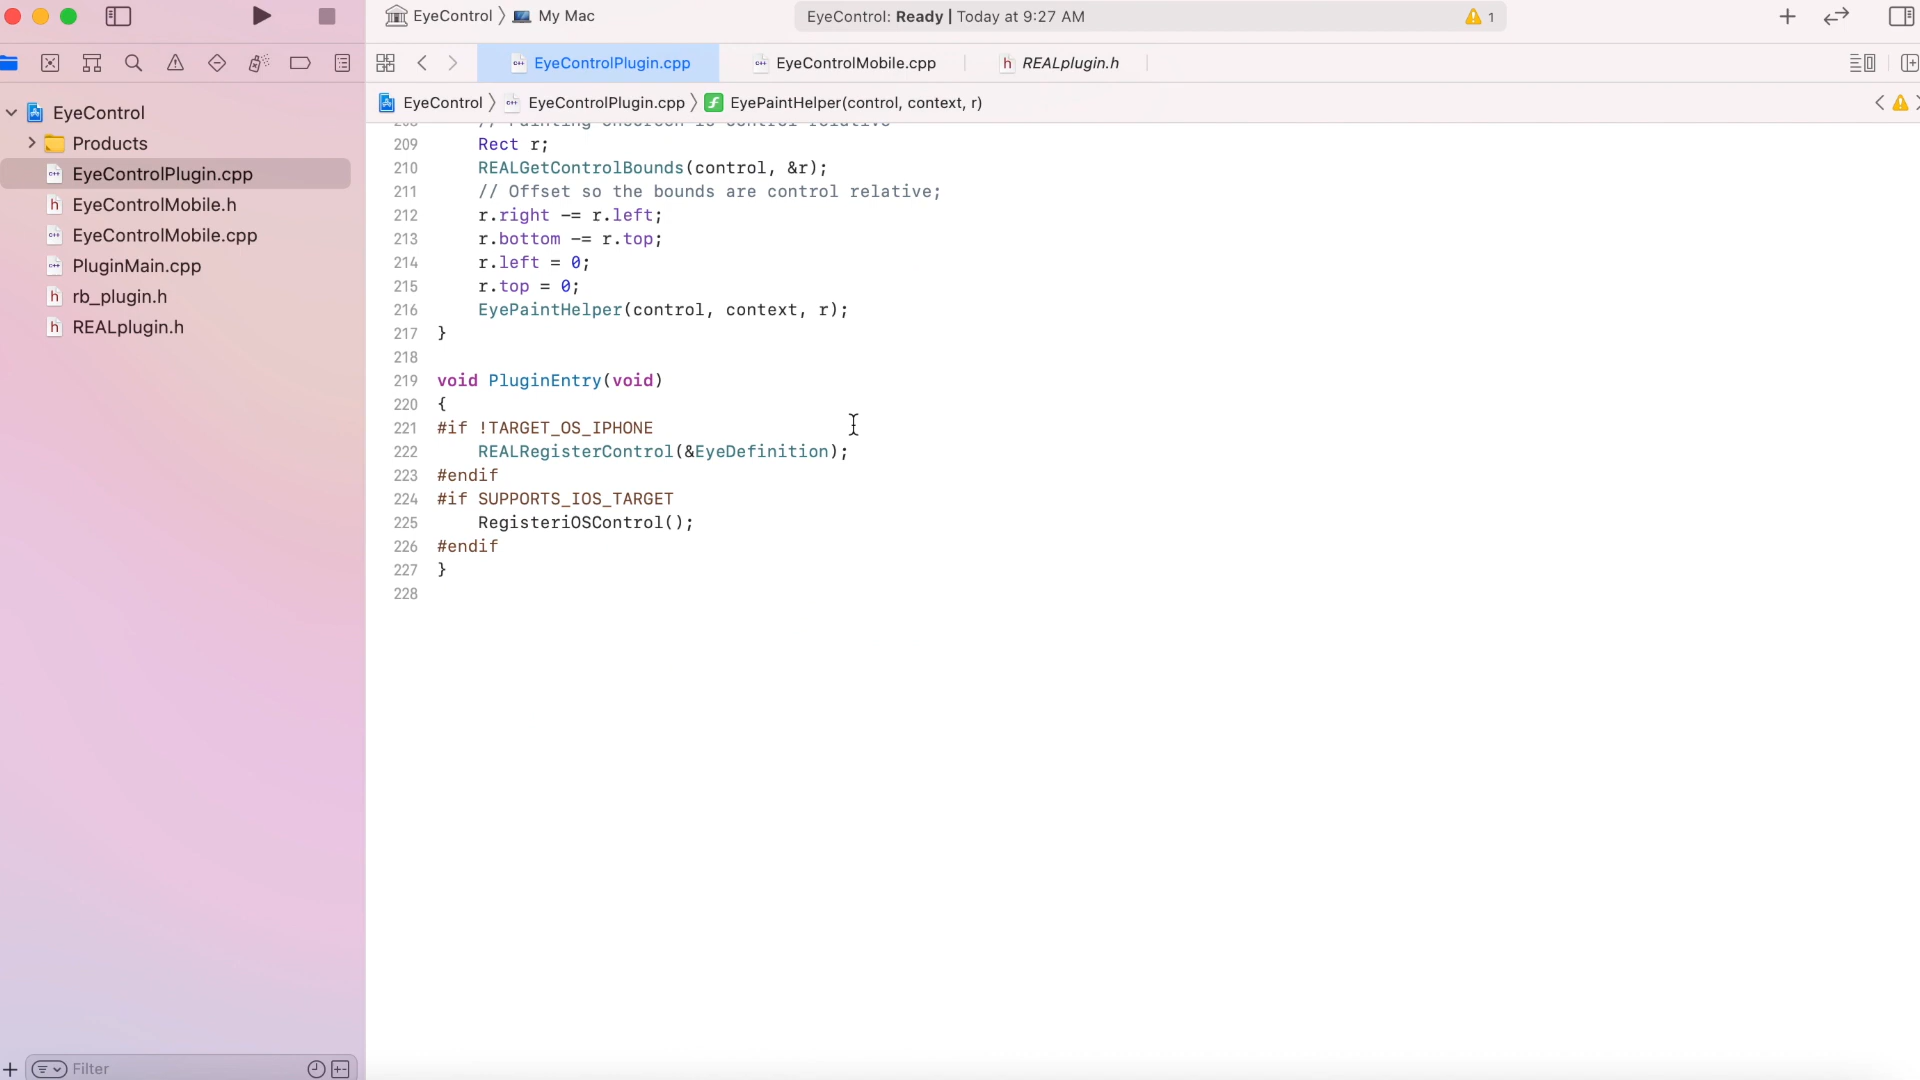 EyeControl
My Mac
EyeControl: Ready | Today at 9:27 AM
1
EyeControlPlugin.cpp
EyeControlMobile.cpp
REALplugin.h
EyeControl
EyeControlPlugin.cpp
EyePaintHelper(control, context, r)
EyeControl
Products
EyeControlPlugin.cpp
EyeControlMobile.h
EyeControlMobile.cpp
PluginMain.cpp
rb_plugin.h
REALplugin.h
209 Rect r;
210 REALGetControlBounds(control, &r);
211 // Offset so the bounds are control relative;
212 r.right -= r.left;
213 r.bottom -= r.top;
214 r.left = 0;
215 r.top = 0;
216 EyePaintHelper(control, context, r);
217 }
218
219 void PluginEntry(void)
220 {
221 #if !TARGET_OS_IPHONE
222 REALRegisterControl(&EyeDefinition);
223 #endif
224 #if SUPPORTS_IOS_TARGET
225 RegisteriOSControl();
226 #endif
227 }
228
Filter